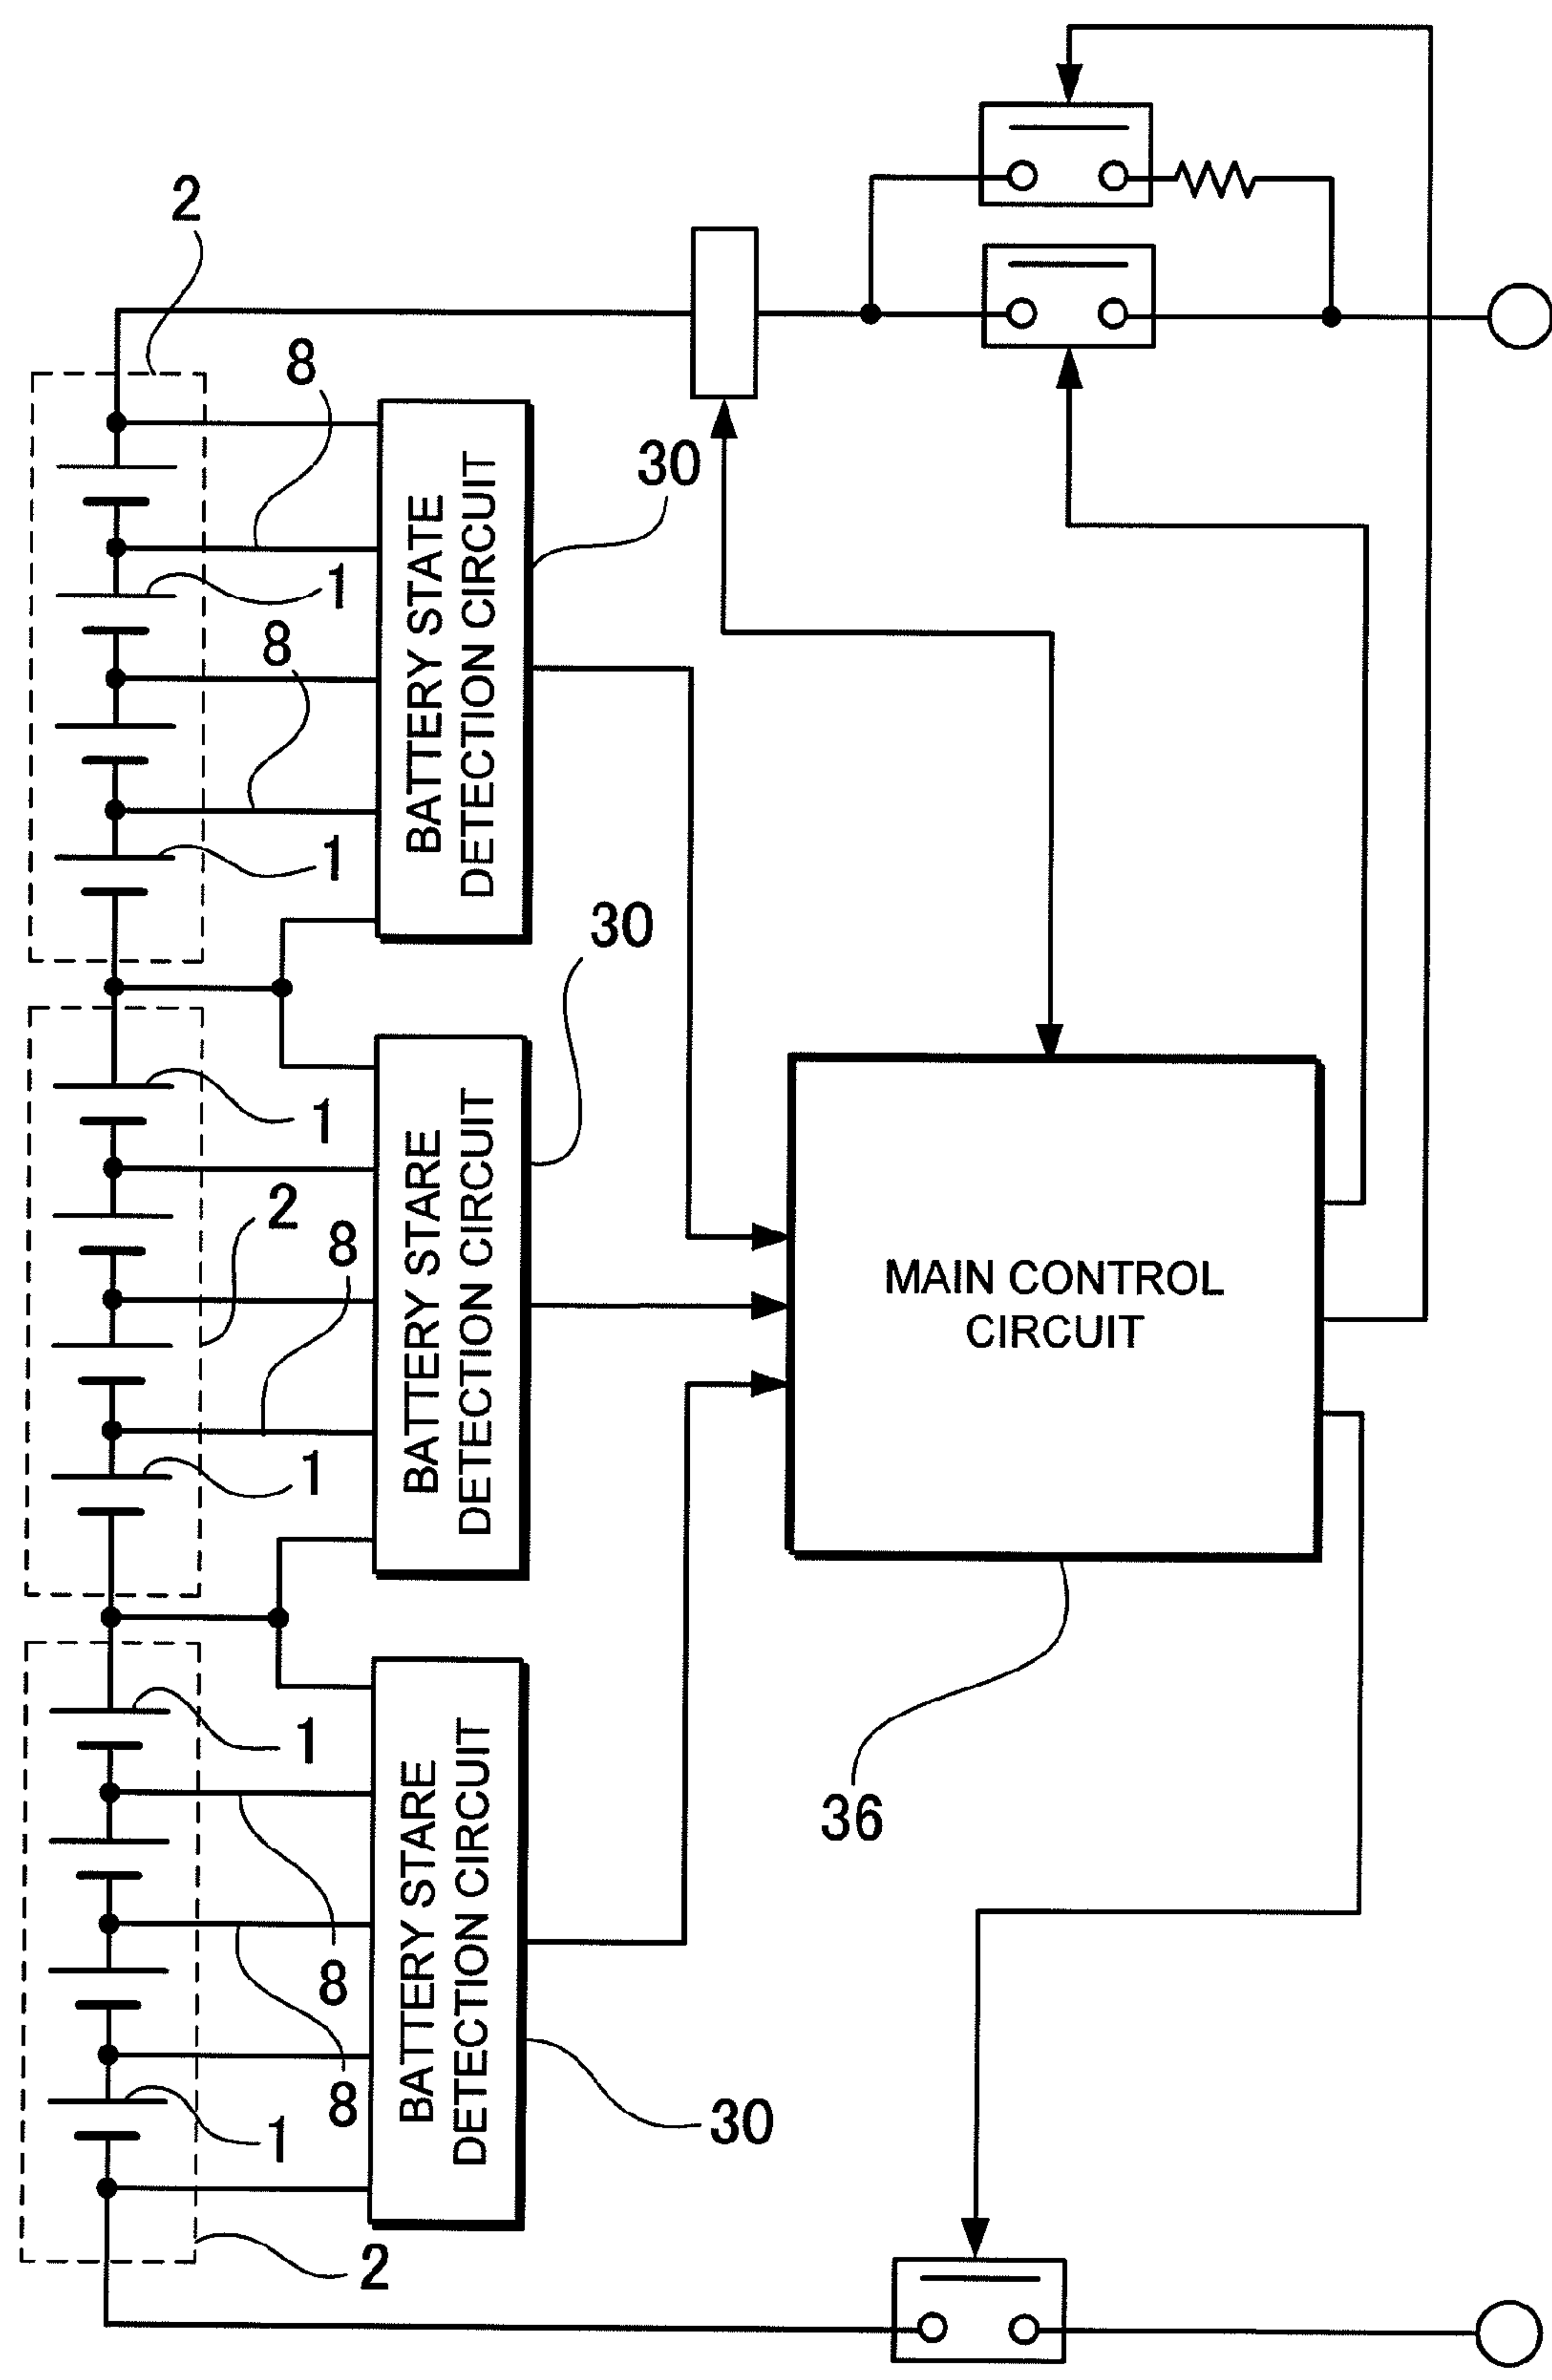 2
8
30
1
8
BATTERY STATE
DETECTION CIRCUIT
1
30
1
2
8
BATTERY STARE
DETECTION CIRCUIT
MAIN CONTROL
CIRCUIT
1
1
36
8
BATTERY STARE
DETECTION CIRCUIT
8
30
1
2